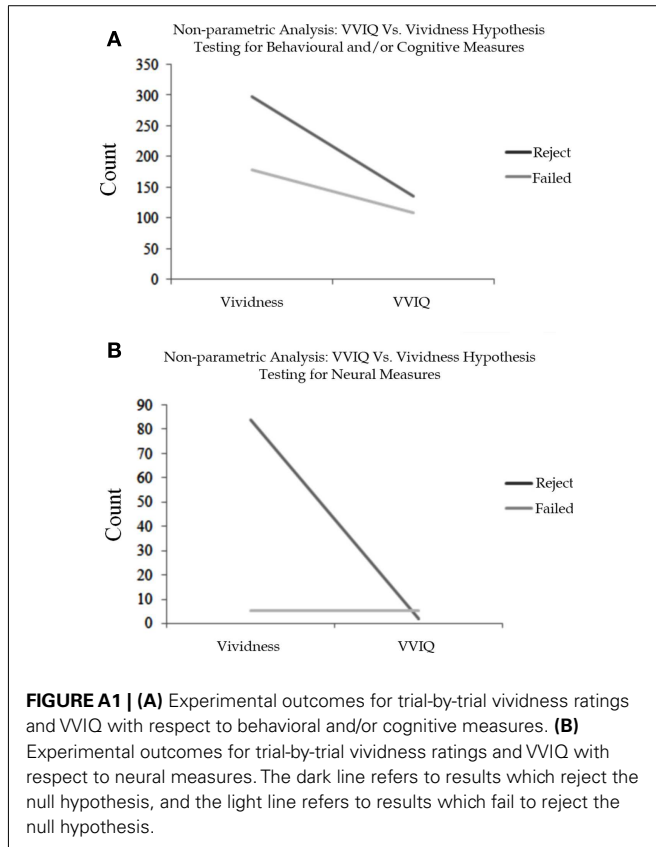 A
Non-parametric Analysis: VVIQ Vs. Vividness Hypothesis
Testing for Behavioural and/or Cognitive Measures
350
300
250
200
150
100
50
0
Count
Vividness
VVIQ
Reject
Failed
B
Non-parametric Analysis: VVIQ Vs. Vividness Hypothesis
Testing for Neural Measures
90
80
70
60
50
40
30
20
10
0
Count
Vividness
VVIQ
Reject
Failed
FIGURE A1 | (A) Experimental outcomes for trial-by-trial vividness ratings
and VVIQ with respect to behavioral and/or cognitive measures. (B)
Experimental outcomes for trial-by-trial vividness ratings and VVIQ with
respect to neural measures. The dark line refers to results which reject the
null hypothesis, and the light line refers to results which fail to reject the
null hypothesis.